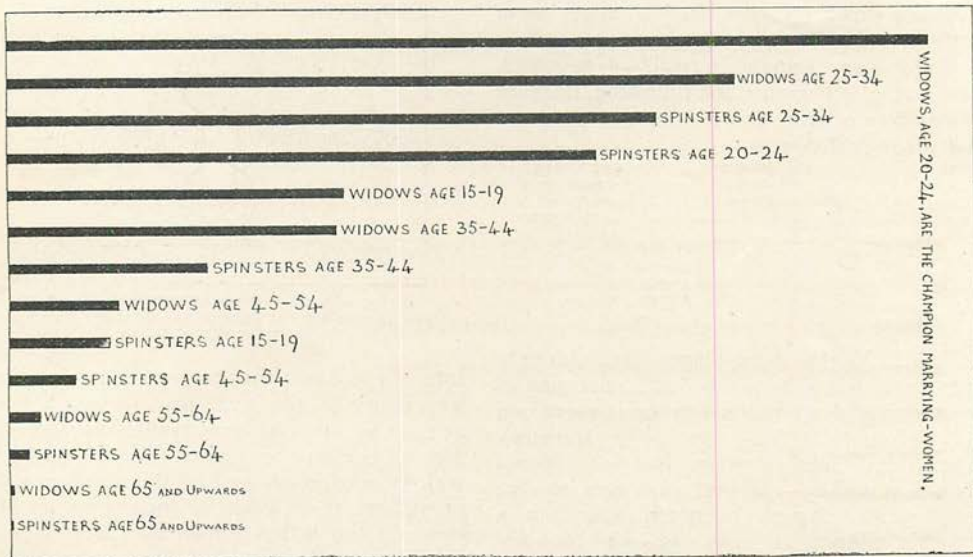 WIDOWS, AGE 20-24, ARE THE CHAMPION MARRYING-WOMEN.
WIDOWS AGE 25-34
SPINSTERS AGE 25-34
SPINSTERS AGE 20-24
WIDOWS AGE 15-19
WIDOWS AGE 35-44
SPINSTERS AGE 35-44
WIDOWS AGE 45-54
SPINSTERS AGE 15-19
SPINSTERS AGE 45-54
WIDOWS AGE 55-64
SPINSTERS AGE 55-64
WIDOWS AGE 65 AND UPWARDS
SPINSTERS AGE 65 AND UPWARDS